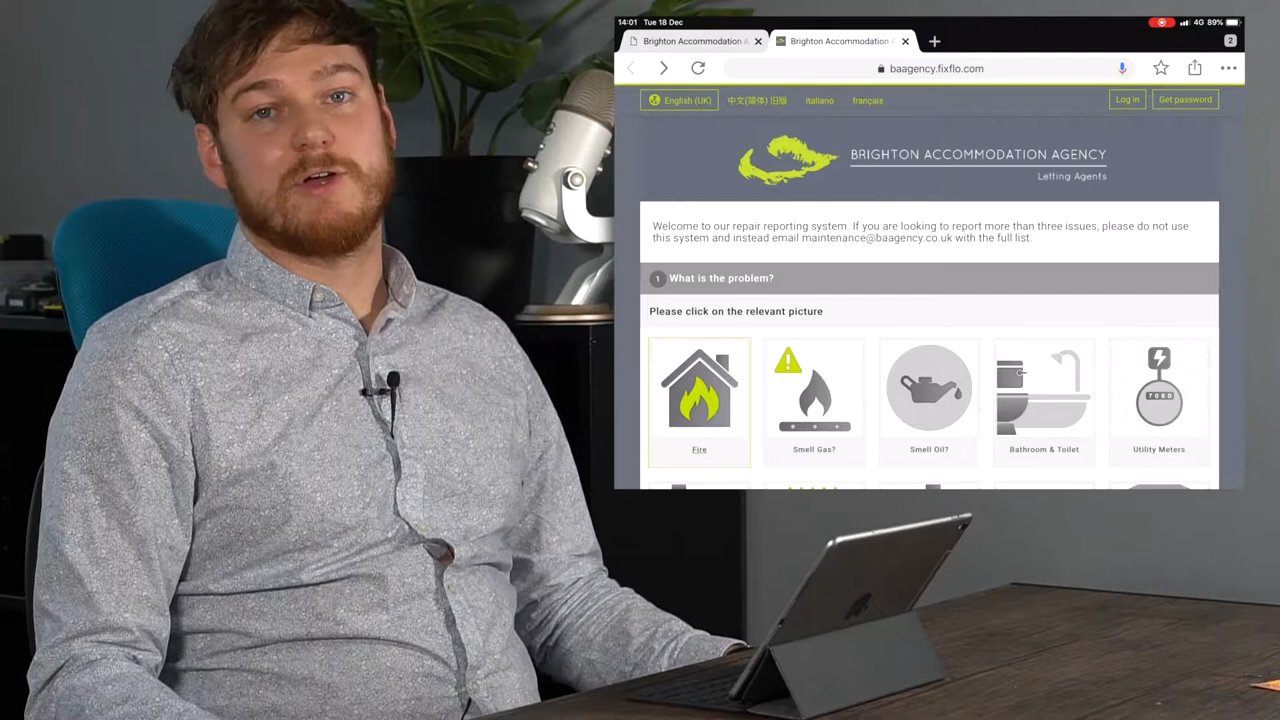 14:01 Tue 18 Dec
4G 89%
Brighton Accommodation A
Brighton Accommodation A
2
baagency.fixflo.com
English (UK) 中文(简体) 旧版 italiano français Log in Get password
BRIGHTON ACCOMMODATION AGENCY
Letting Agents
Welcome to our repair reporting system. If you are looking to report more than three issues, please do not use
this system and instead email maintenance@baagency.co.uk with the full list.
1 What is the problem?
Please click on the relevant picture
7060
Fire Smell Gas? Smell Oil? Bathroom & Toilet Utility Meters